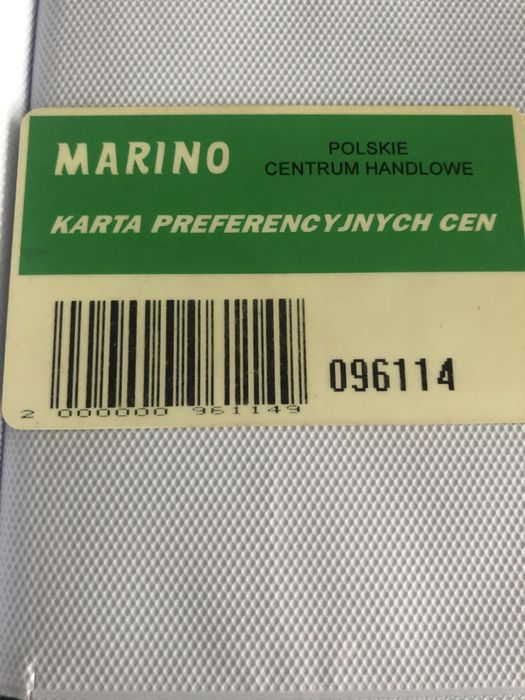 MARINO
POLSKIE
CENTRUM HANDLOWE
KARTA PREFERENCYJNYCH CEN
096114
2 000000 961149